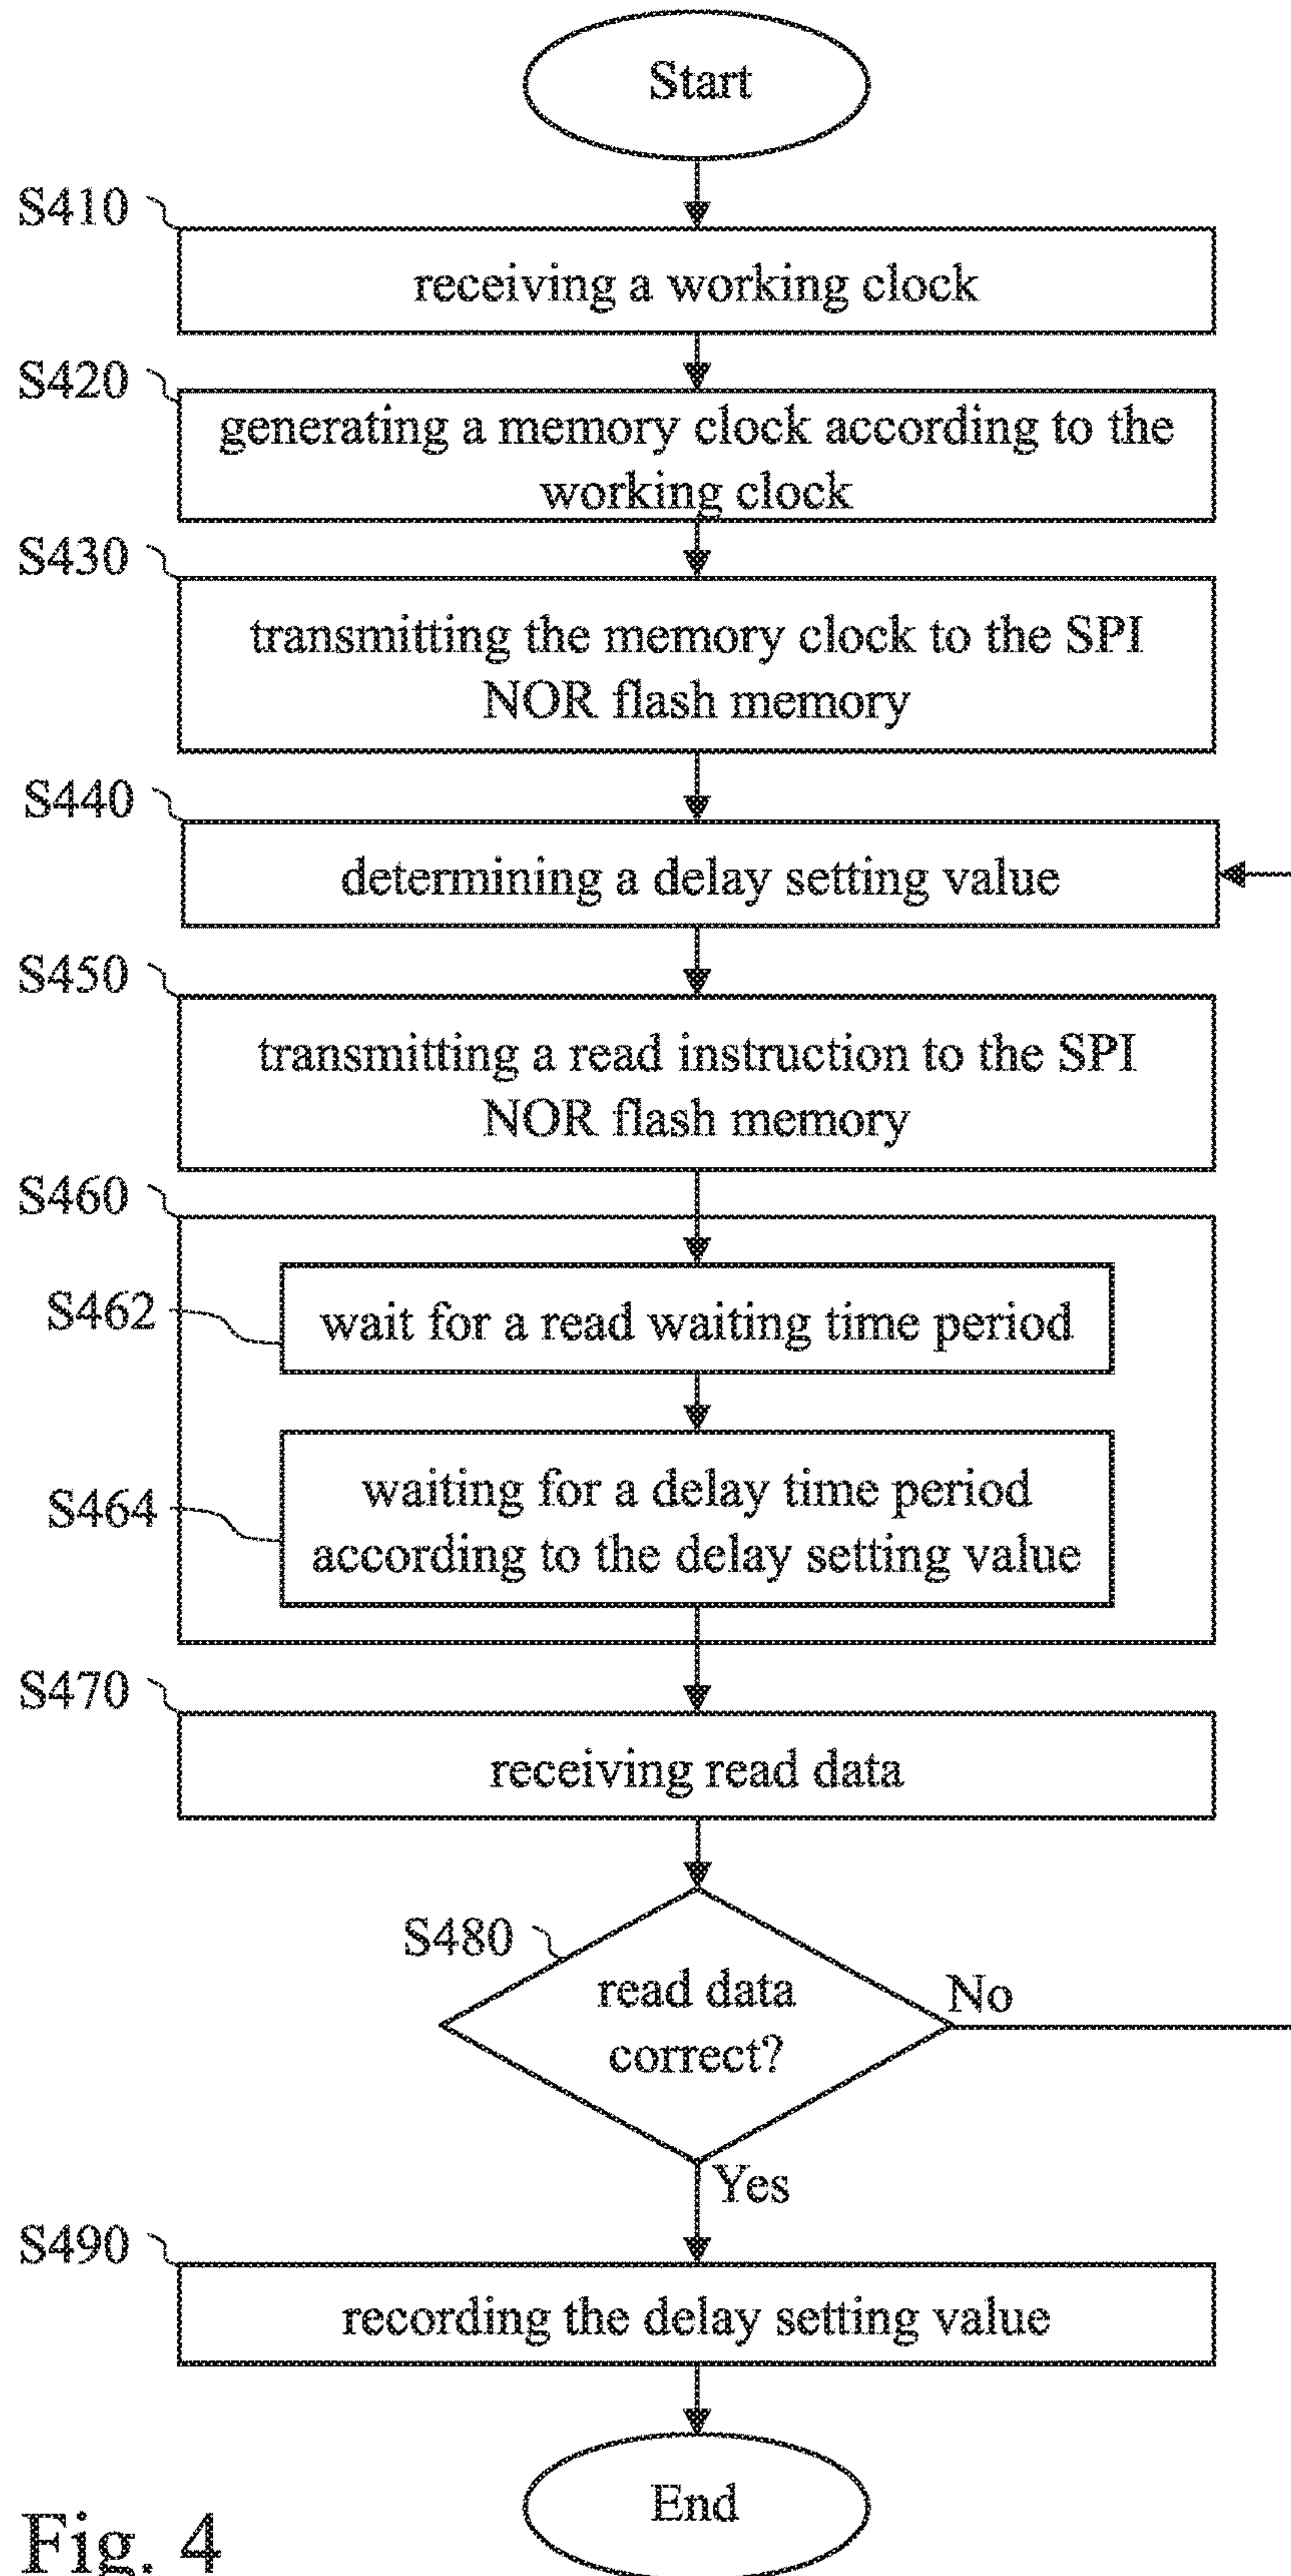 Start
S410
receiving a working clock
S420
generating a memory clock according to the
working clock
S430
transmitting the memory clock to the SPI
NOR flash memory
S440
determining a delay setting value
S450
transmitting a read instruction to the SPI
NOR flash memory
S460
S462
wait for a read waiting time period
S464
waiting for a delay time period
according to the delay setting value
S470
receiving read data
S480
read data
correct?
No
Yes
S490
recording the delay setting value
End
Fig. 4